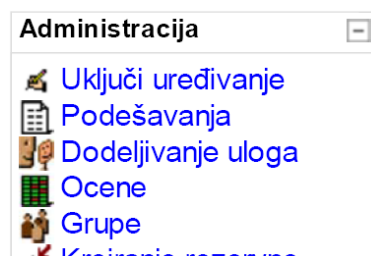 Administracija
Uključi uređivanje
Podešavanja
Dodeljivanje uloga
Ocene
Grupe